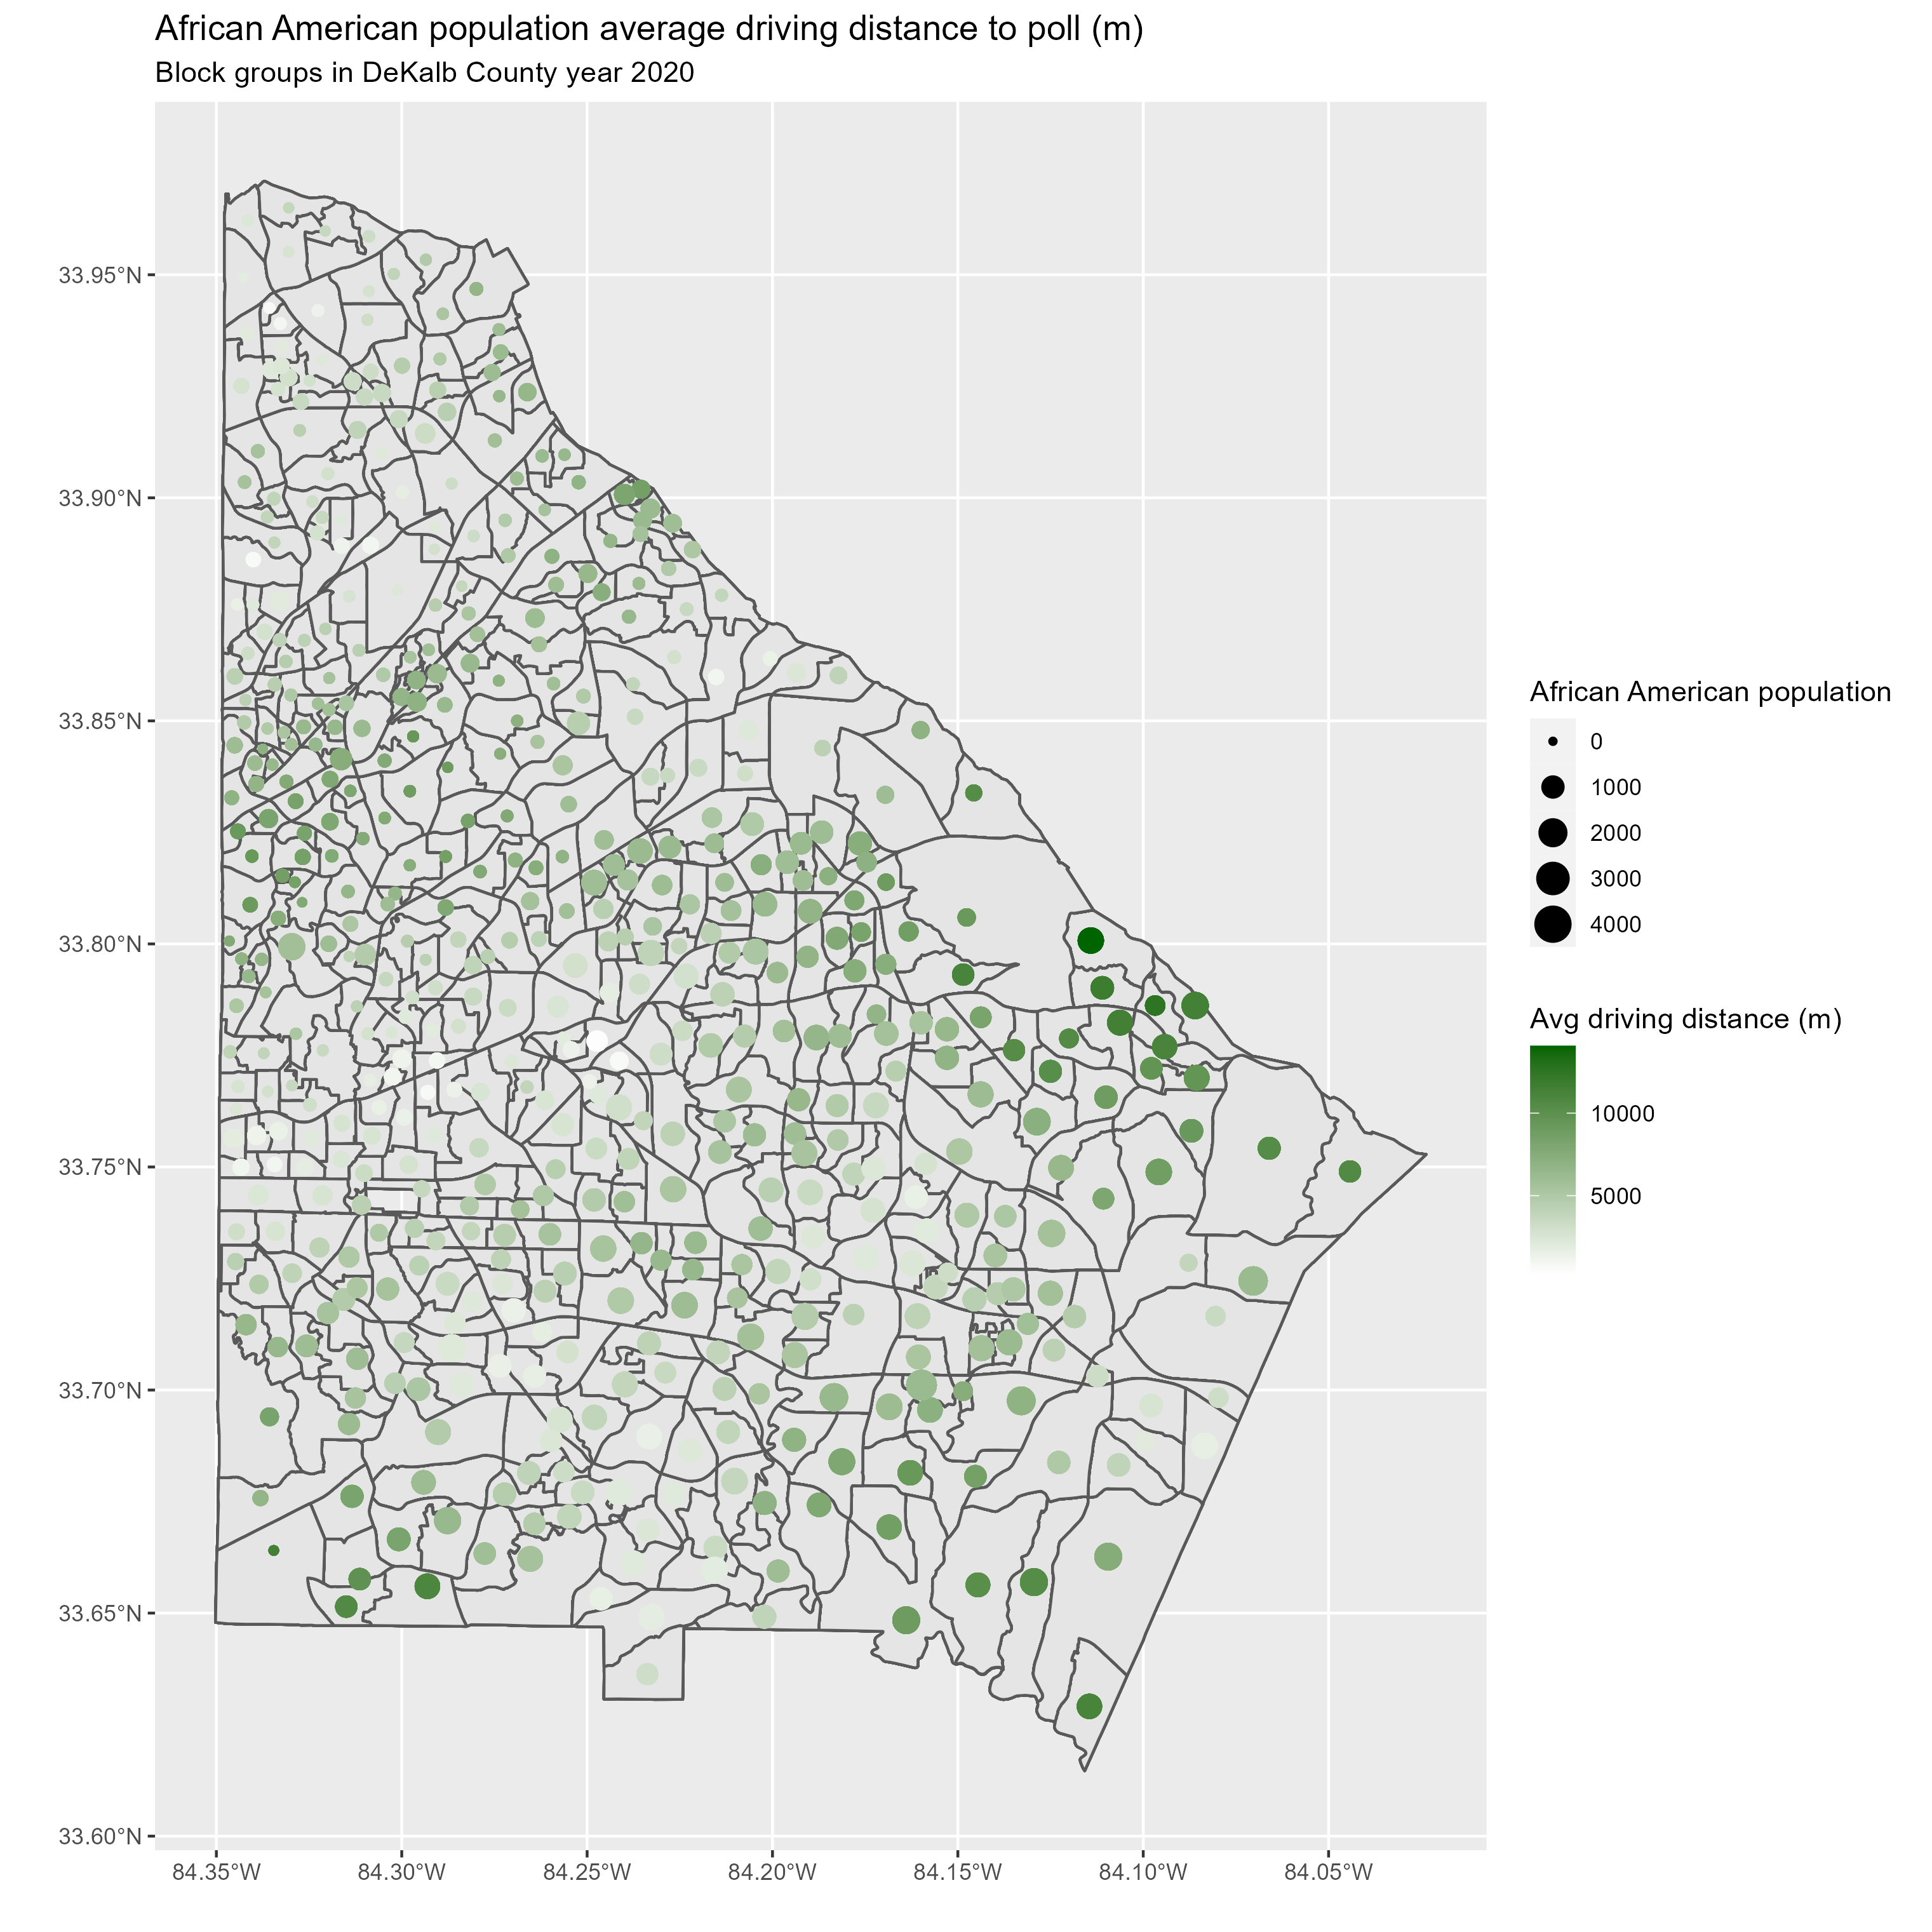 African American population average driving distance to poll (m)
Block groups in DeKalb County year 2020
33.95°N
33.90°N
33.85°N
33.80°N
33.75°N
33.70°N
33.65°N
33.60°N
84.35°W
84.30°W
84.25°W
84.20°W
84.15°W
84.10°W
84.05°W
African American population
0
1000
2000
3000
4000
Avg driving distance (m)
10000
5000